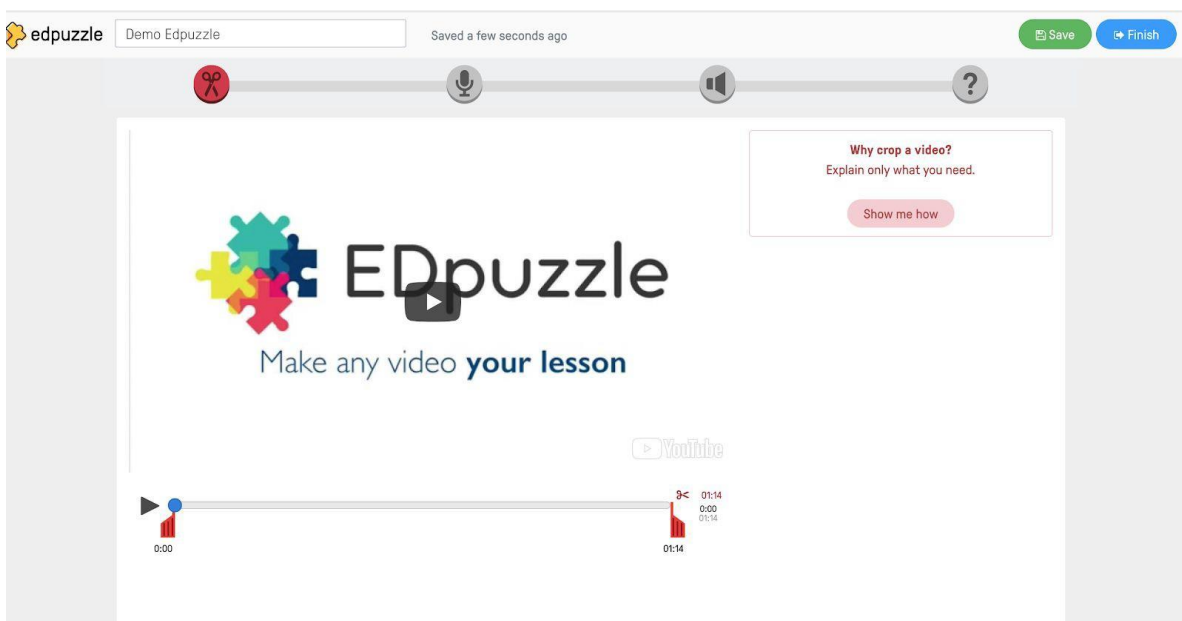 edpuzzle
Demo Edpuzzle
Saved a few seconds ago
Save
Finish
?
Why crop a video?
Explain only what you need.
Show me how
EDpuzzle
Make any video your lesson
YouTube
01:14
0:00
01:14
0:00
01:14